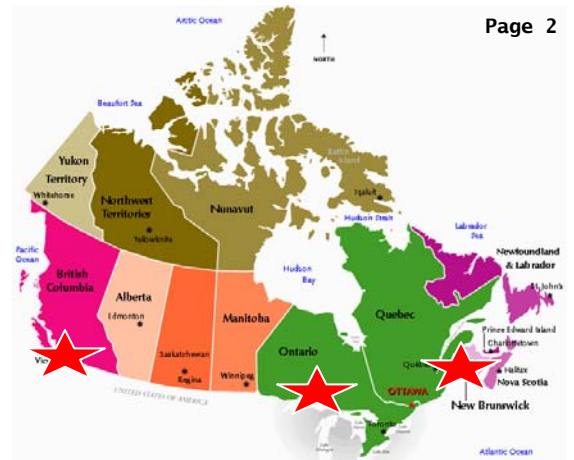 Page 2
Arctic Ocean
NORTH
Beaufort Sea
Baffin
Island
Yukon
Territory
Whitehorse
Northwest
Territories
Yellowknife
Nunavut
Iqaluit
Hudson Strait
Labrador
Sea
Pacific
Ocean
British
Columbia
Hudson
Bay
Newfoundland
& Labrador
St. John's
Alberta
Edmonton
Manitoba
Quebec
Prince Edward Island
Charlottetown
Saskatchewan
Regina
Winnipeg
Ontario
Halifax
Nova Scotia
OTTAWA
New Brunswick
UNITED STATES OF AMERICA
Toronto
Atlantic Ocean